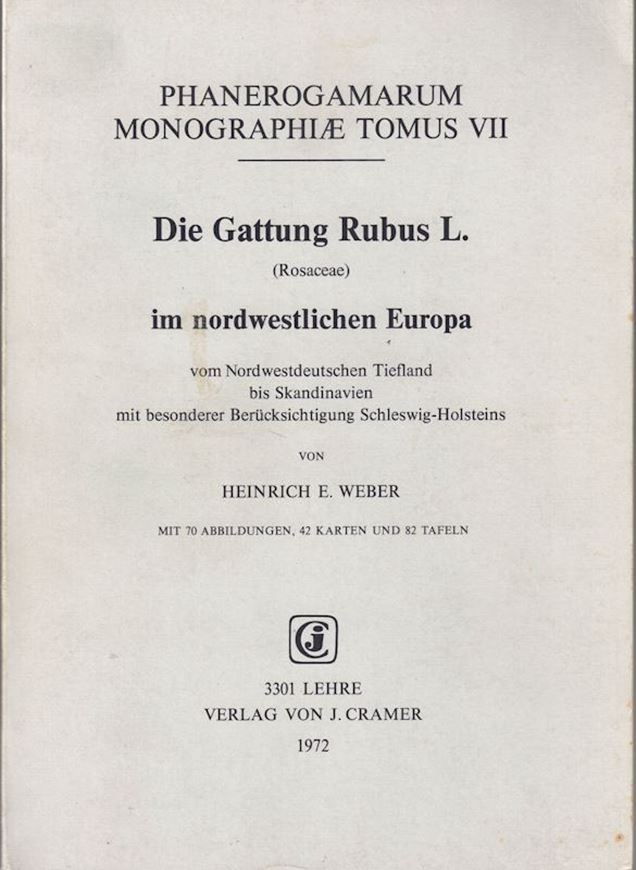 PHANEROGAMARUM
MONOGRAPHIÆ TOMUS VII
Die Gattung Rubus L.
(Rosaceae)
im nordwestlichen Europa
vom Nordwestdeutschen Tiefland
bis Skandinavien
mit besonderer Berücksichtigung Schleswig-Holsteins
VON
HEINRICH E. WEBER
MIT 70 ABBILDUNGEN, 42 KARTEN UND 82 TAFELN
JC
3301 LEHRE
VERLAG VON J. CRAMER
1972